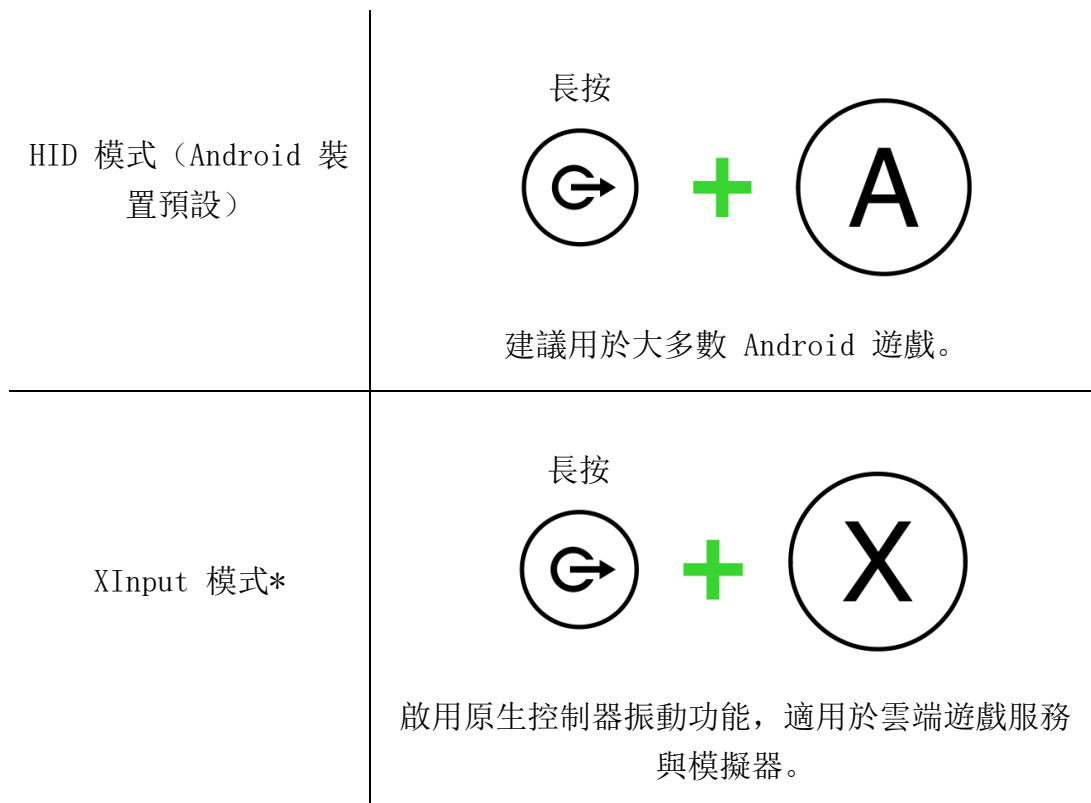 HID 模式（Android 裝
置預設）
長按
A
建議用於大多數 Android 遊戲。
XInput 模式*
長按
X
啟用原生控制器振動功能，適用於雲端遊戲服務
與模擬器。